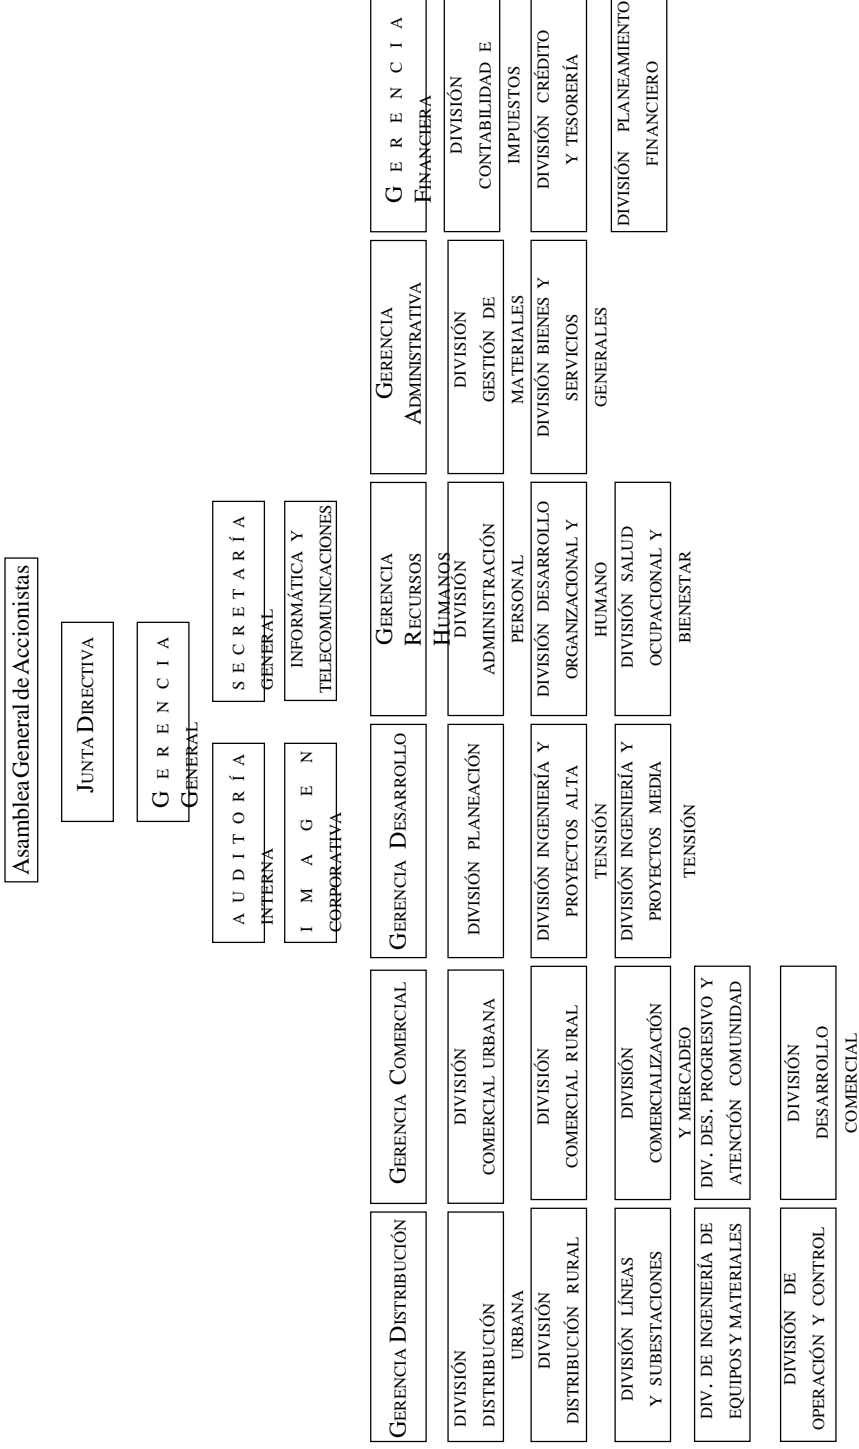 Asamblea General de Accionistas
JUNTA DIRECTIVA
GERENCIA
GENERAL
AUDITORÍA
INTERNA
SECRETARÍA
GENERAL
IMAGEN
CORPORATIVA
INFORMÁTICA Y
TELECOMUNICACIONES
GERENCIA DISTRIBUCIÓN
DIVISIÓN
DISTRIBUCIÓN
URBANA
DIVISIÓN
DISTRIBUCIÓN RURAL
DIVISIÓN LÍNEAS
Y SUBESTACIONES
DIV. DE INGENIERÍA DE
EQUIPOS Y MATERIALES
DIVISIÓN DE
OPERACIÓN Y CONTROL
GERENCIA COMERCIAL
DIVISIÓN
COMERCIAL URBANA
DIVISIÓN
COMERCIAL RURAL
DIVISIÓN
COMERCIALIZACIÓN
Y MERCADEO
DIV. DES. PROGRESIVO Y
ATENCIÓN COMUNIDAD
DIVISIÓN
DESARROLLO
COMERCIAL
GERENCIA DESARROLLO
DIVISIÓN PLANEACIÓN
DIVISIÓN INGENIERÍA Y
PROYECTOS ALTA
TENSIÓN
DIVISIÓN INGENIERÍA Y
PROYECTOS MEDIA
TENSIÓN
GERENCIA
RECURSOS
HUMANOS
DIVISIÓN
ADMINISTRACIÓN
PERSONAL
DIVISIÓN DESARROLLO
ORGANIZACIONAL Y
HUMANO
DIVISIÓN SALUD
OCUPACIONAL Y
BIENESTAR
GERENCIA
ADMINISTRATIVA
DIVISIÓN
GESTIÓN DE
MATERIALES
DIVISIÓN BIENES Y
SERVICIOS
GENERALES
GERENCIA
FINANCIERA
DIVISIÓN
CONTABILIDAD E
IMPUESTOS
DIVISIÓN CRÉDITO
Y TESORERÍA
DIVISIÓN PLANEAMIENTO
FINANCIERO